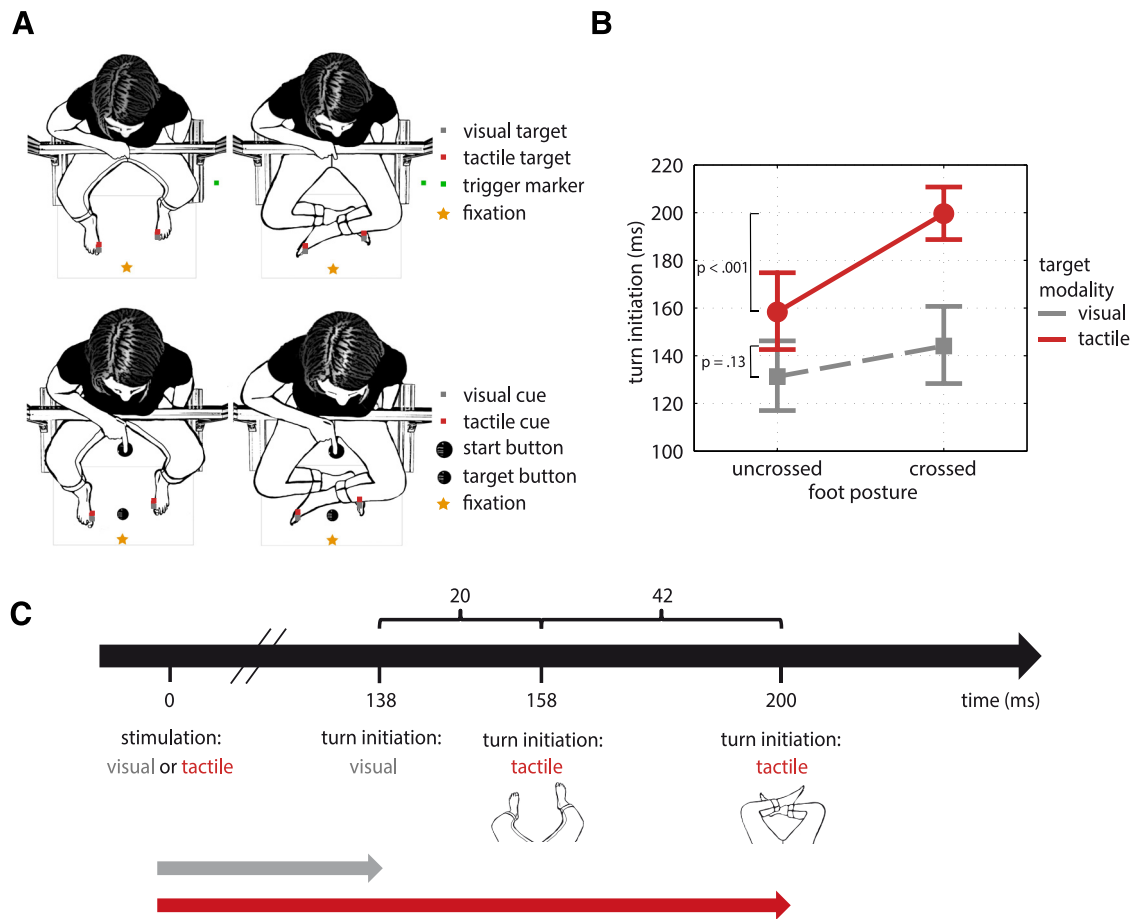 A
visual target
tactile target
trigger marker
fixation
visual cue
tactile cue
start button
target button
fixation
B
220
200
180
160
140
120
100
turn initiation (ms)
p < .001
p = .13
uncrossed
crossed
foot posture
target
modality
visual
tactile
C
20
42
0
138
158
200
time (ms)
stimulation:
visual or tactile
turn initiation:
visual
turn initiation:
tactile
turn initiation:
tactile